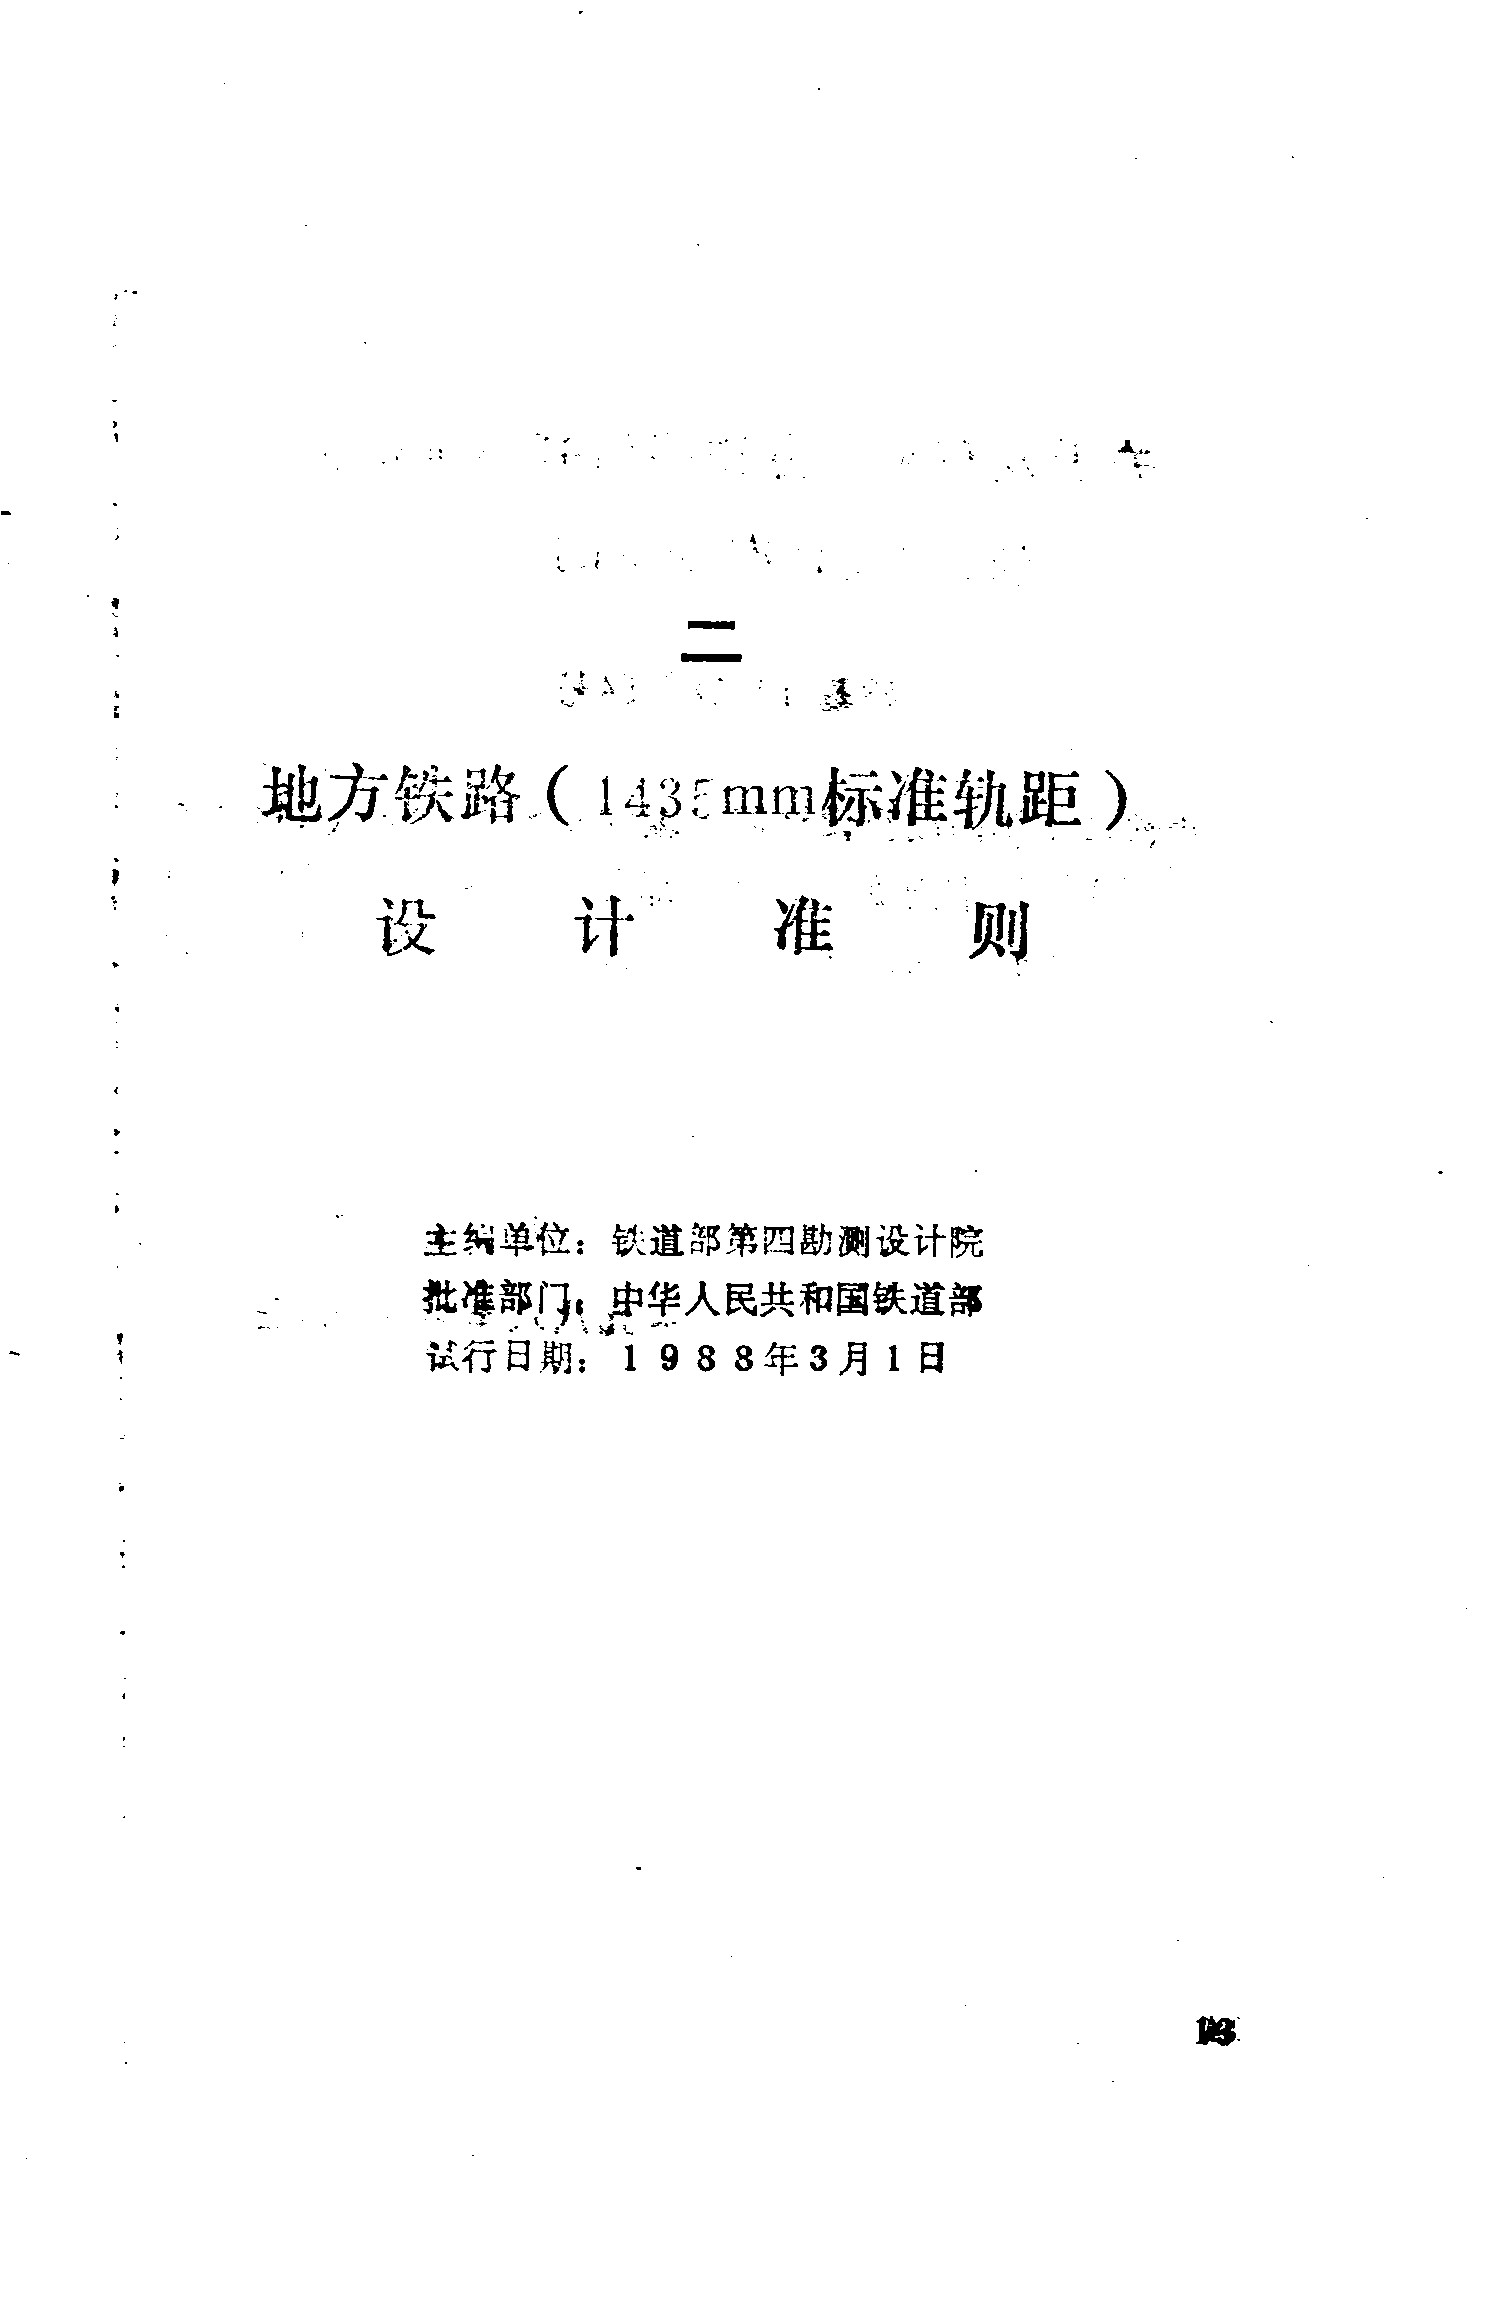 二
地方铁路（1435mm标准轨距）
设计准则
主编单位：铁道部第四勘测设计院
批准部门：中华人民共和国铁道部
试行日期：1988年3月1日